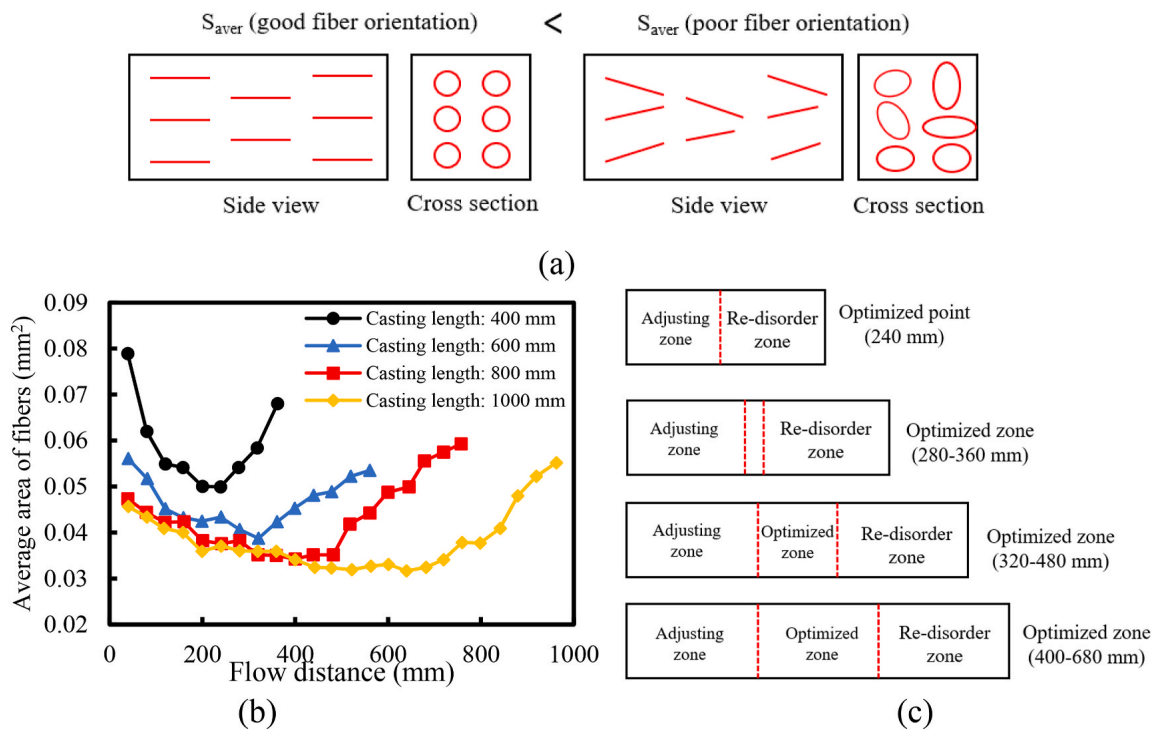 S_aver (good fiber orientation) < S_aver (poor fiber orientation)
Side view
Cross section
Side view
Cross section
(a)
Average area of fibers (mm²)
0.09
0.08
0.07
0.06
0.05
0.04
0.03
0.02
Casting length: 400 mm
Casting length: 600 mm
Casting length: 800 mm
Casting length: 1000 mm
0 200 400 600 800 1000
Flow distance (mm)
(b)
Adjusting
zone
Re-disorder
zone
Optimized point
(240 mm)
Adjusting
zone
Re-disorder
zone
Optimized zone
(280-360 mm)
Adjusting
zone
Optimized
zone
Re-disorder
zone
Optimized zone
(320-480 mm)
Adjusting
zone
Optimized
zone
Re-disorder
zone
Optimized zone
(400-680 mm)
(c)